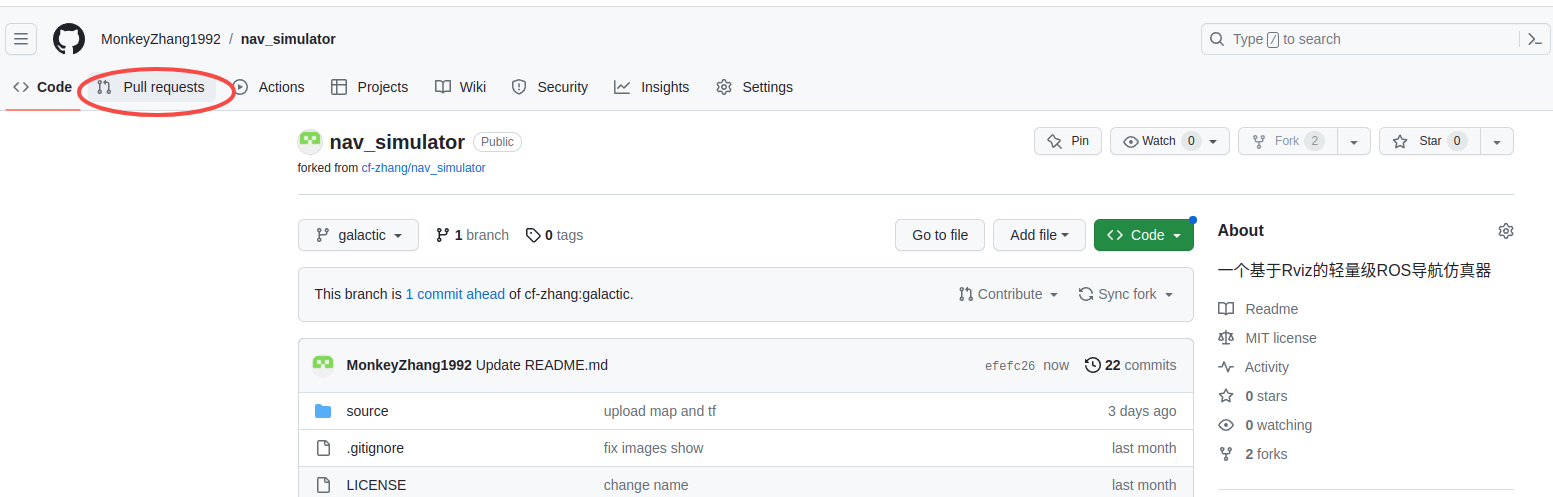 MonkeyZhang1992 / nav_simulator
Type / to search
Code Pull requests Actions Projects Wiki Security Insights Settings
nav_simulator Public
forked from cf-zhang/nav_simulator
Pin Watch 0 Fork 2 Star 0
galactic 1 branch 0 tags Go to file Add file Code
This branch is 1 commit ahead of cf-zhang:galactic. Contribute Sync fork
MonkeyZhang1992 Update README.md efefc26 now 22 commits
source upload map and tf 3 days ago
.gitignore fix images show last month
LICENSE change name last month
About
一个基于Rviz的轻量级ROS导航仿真器
Readme
MIT license
Activity
0 stars
0 watching
2 forks